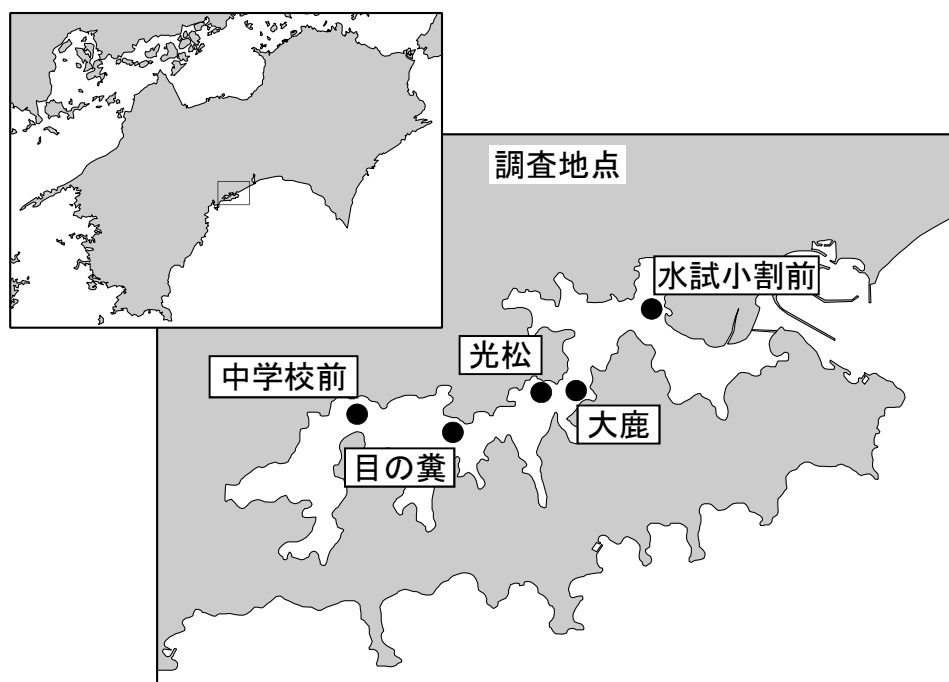 調査地点
水試小割前
光松
中学校前
大鹿
目の糞